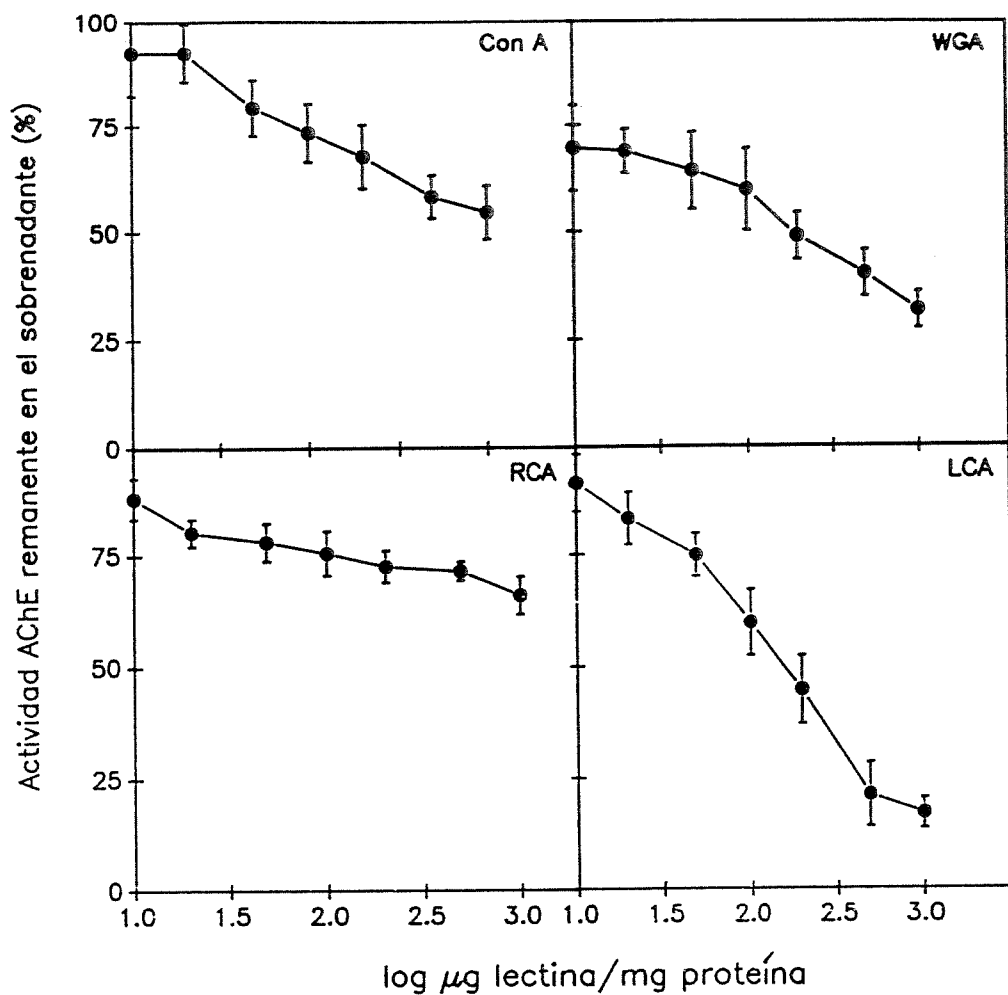 Actividad AChE remanente en el sobrenadante (%)
100
75
50
25
0
Con A
WGA
75
50
25
0
RCA
LCA
1.0 1.5 2.0 2.5 3.0 1.0 1.5 2.0 2.5 3.0
log μg lectina/mg proteína